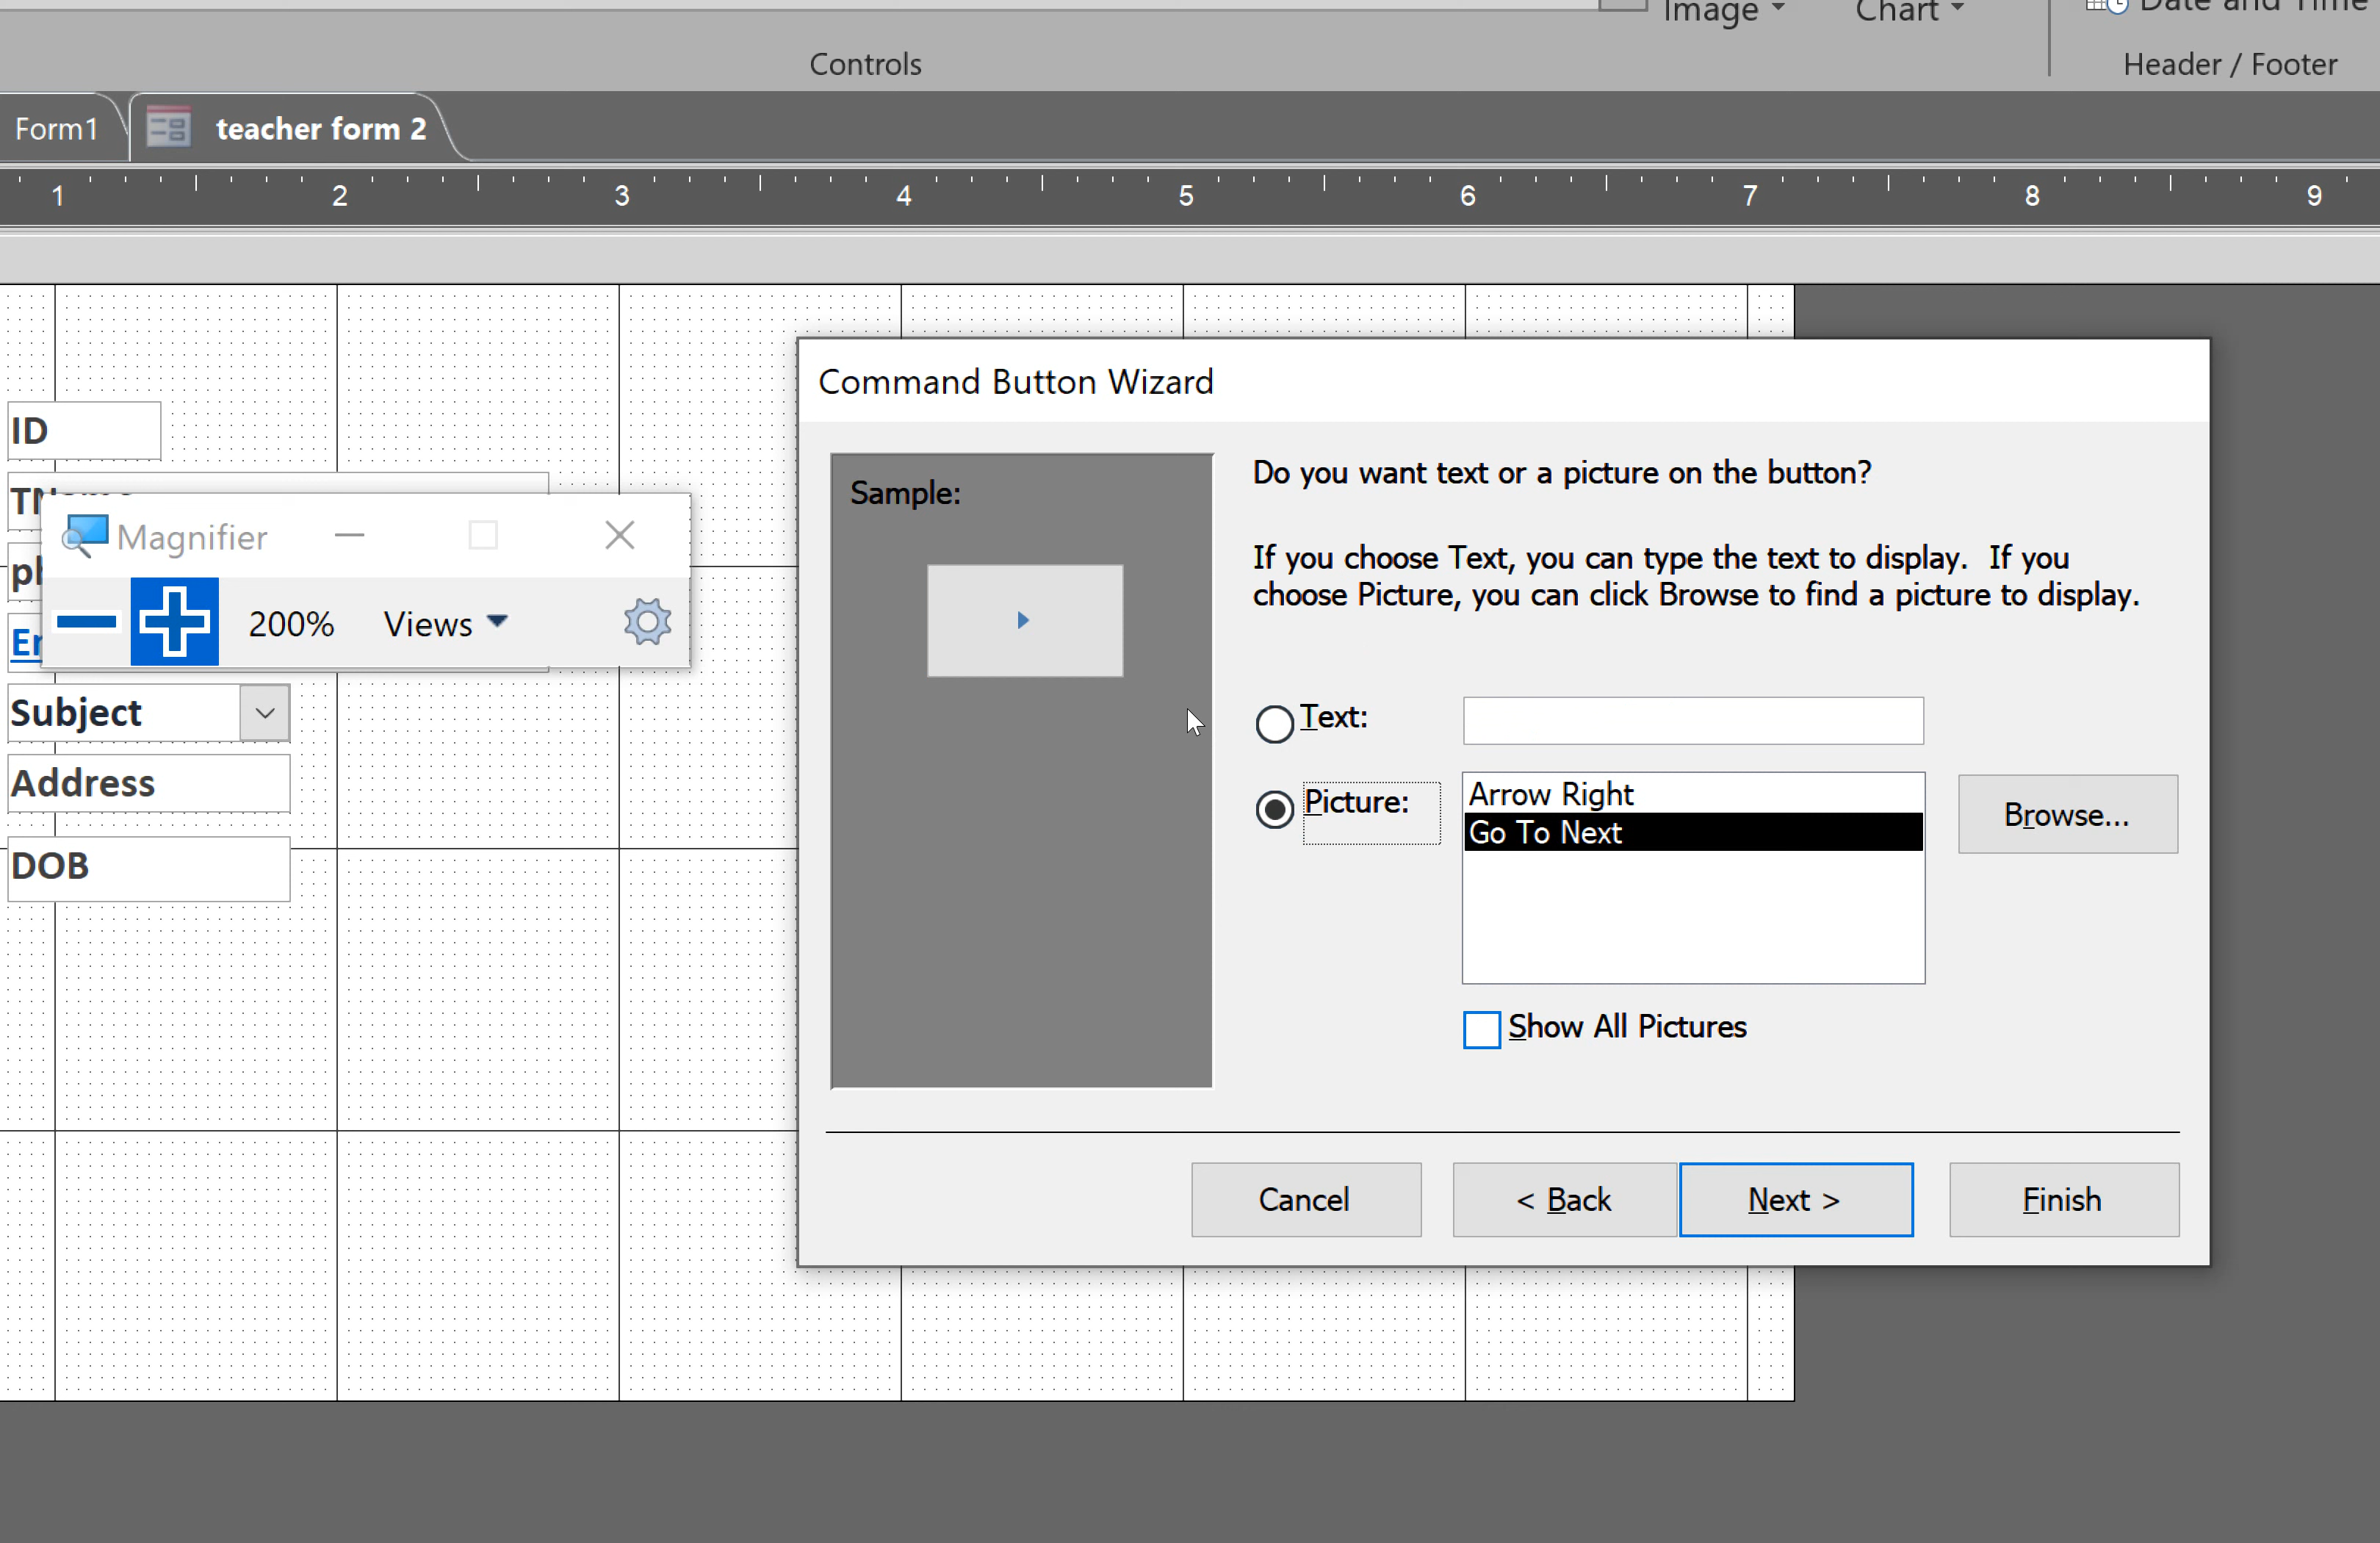 Image
Chart
Date and Time
Controls
Header / Footer
Form1
teacher form 2
1 2 3 4 5 6 7 8 9
ID
Magnifier
200%
Views
Subject
Address
DOB
Command Button Wizard
Sample:
Do you want text or a picture on the button?
If you choose Text, you can type the text to display. If you
choose Picture, you can click Browse to find a picture to display.
Text:
Picture:
Arrow Right
Go To Next
Browse...
Show All Pictures
Cancel
< Back
Next >
Finish